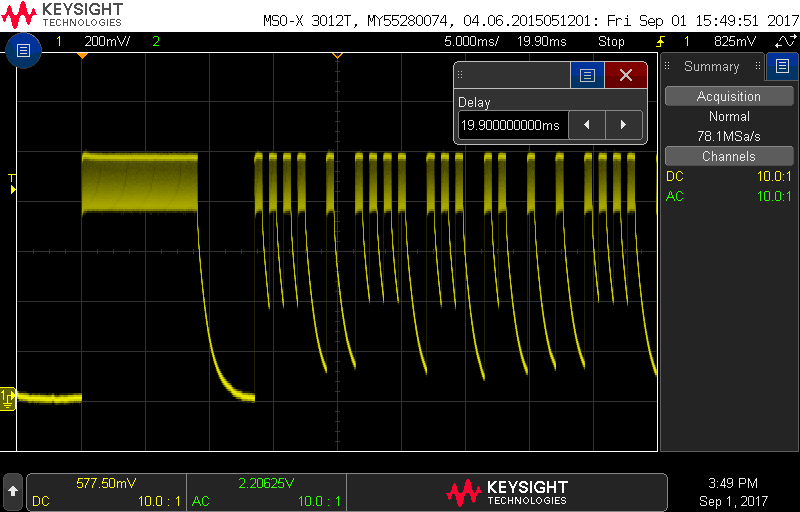 KEYSIGHT
TECHNOLOGIES
MSO-X 3012T, MY55280074, 04.06.2015051201: Fri Sep 01 15:49:51 2017
1 200mV/ 2 5.000ms/ 19.90ms Stop 1 825mV
Summary
Delay
19.900000000ms
Acquisition
Normal
78.1MSa/s
Channels
DC 10.0:1
AC 10.0:1
T
1
577.50mV
DC 10.0 : 1
2.20625V
AC 10.0 : 1
KEYSIGHT
TECHNOLOGIES
3:49 PM
Sep 1, 2017